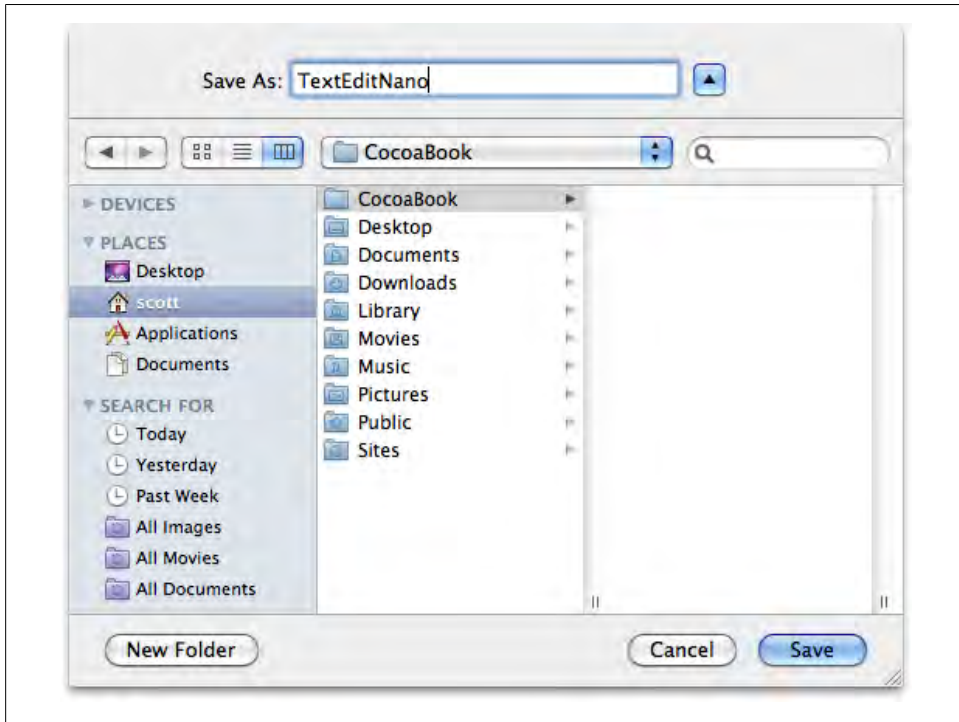 Save As: TextEditNano
CocoaBook
DEVICES
PLACES
Desktop
scott
Applications
Documents
SEARCH FOR
Today
Yesterday
Past Week
All Images
All Movies
All Documents
CocoaBook
Desktop
Documents
Downloads
Library
Movies
Music
Pictures
Public
Sites
New Folder
Cancel
Save